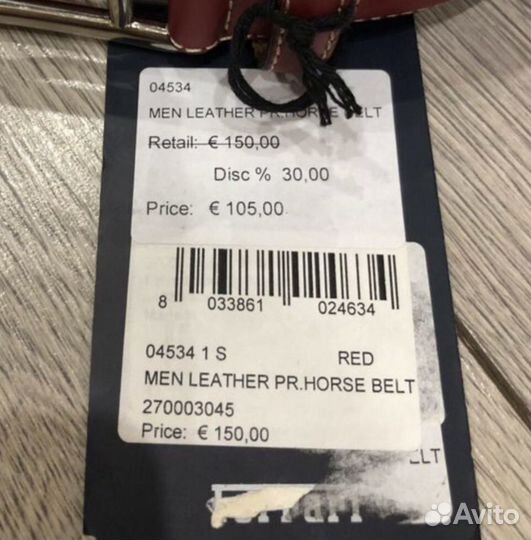 04534
MEN LEATHER PR.HORSE BELT
Retail: € 150,00
Disc % 30,00
Price: € 105,00
8 033861 024634
04534 1 S RED
MEN LEATHER PR.HORSE BELT
270003045
Price: € 150,00
ELT
Ferrari
Avito